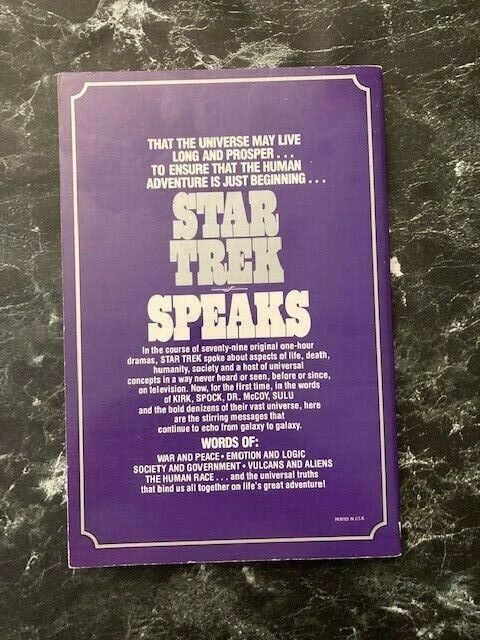 THAT THE UNIVERSE MAY LIVE
LONG AND PROSPER...
TO ENSURE THAT THE HUMAN
ADVENTURE IS JUST BEGINNING...
STAR
TREK
SPEAKS
In the course of seventy-nine original one-hour
dramas, STAR TREK spoke about aspects of life, death,
humanity, society and a host of universal
concepts in a way never heard or seen, before or since,
on television. Now, for the first time, in the words
of KIRK, SPOCK, DR. McCOY, SULU
and the bold denizens of their vast universe, here
are the stirring messages that
continue to echo from galaxy to galaxy.
WORDS OF:
WAR AND PEACE • EMOTION AND LOGIC
SOCIETY AND GOVERNMENT • VULCANS AND ALIENS
THE HUMAN RACE... and the universal truths
that bind us all together on life's great adventure!
PRINTED IN U.S.A.